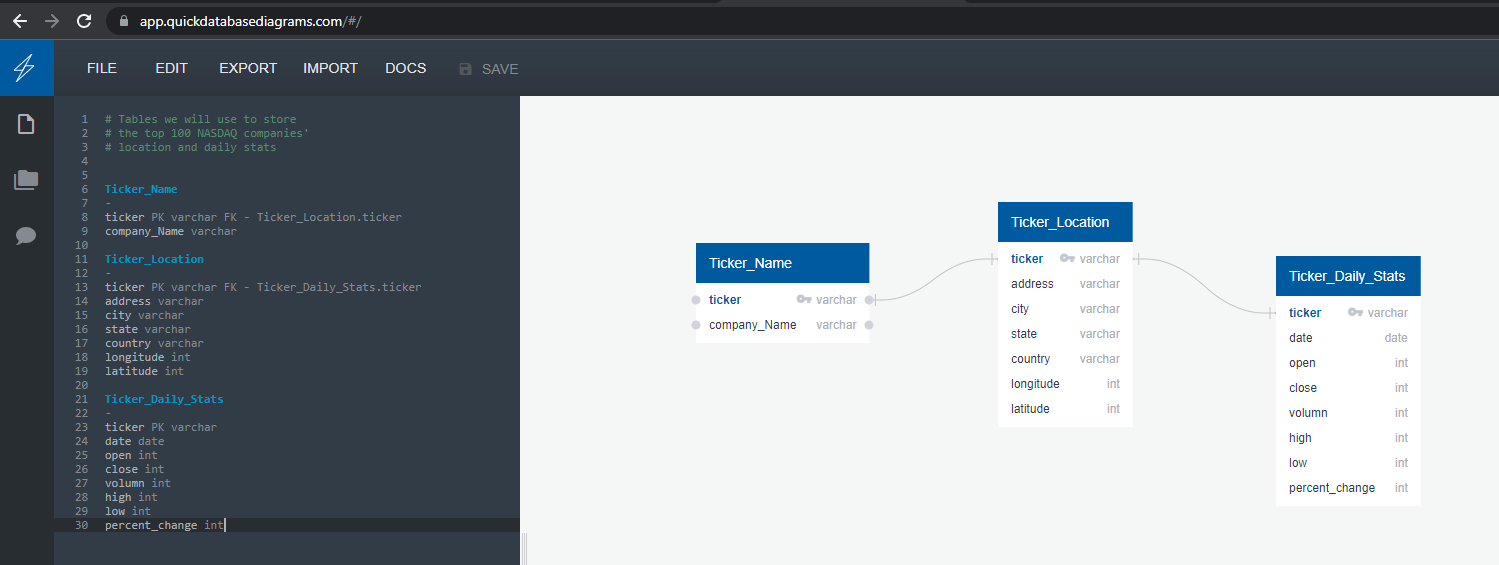 app.quickdatabasediagrams.com/#/
FILE EDIT EXPORT IMPORT DOCS SAVE
1 # Tables we will use to store
2 # the top 100 NASDAQ companies'
3 # location and daily stats
4
5
6 Ticker_Name
7 -
8 ticker PK varchar FK - Ticker_Location.ticker
9 company_Name varchar
10
11 Ticker_Location
12 -
13 ticker PK varchar FK - Ticker_Daily_Stats.ticker
14 address varchar
15 city varchar
16 state varchar
17 country varchar
18 longitude int
19 latitude int
20
21 Ticker_Daily_Stats
22 -
23 ticker PK varchar
24 date date
25 open int
26 close int
27 volumn int
28 high int
29 low int
30 percent_change int
Ticker_Name
ticker varchar
company_Name varchar
Ticker_Location
ticker varchar
address varchar
city varchar
state varchar
country varchar
longitude int
latitude int
Ticker_Daily_Stats
ticker varchar
date date
open int
close int
volumn int
high int
low int
percent_change int